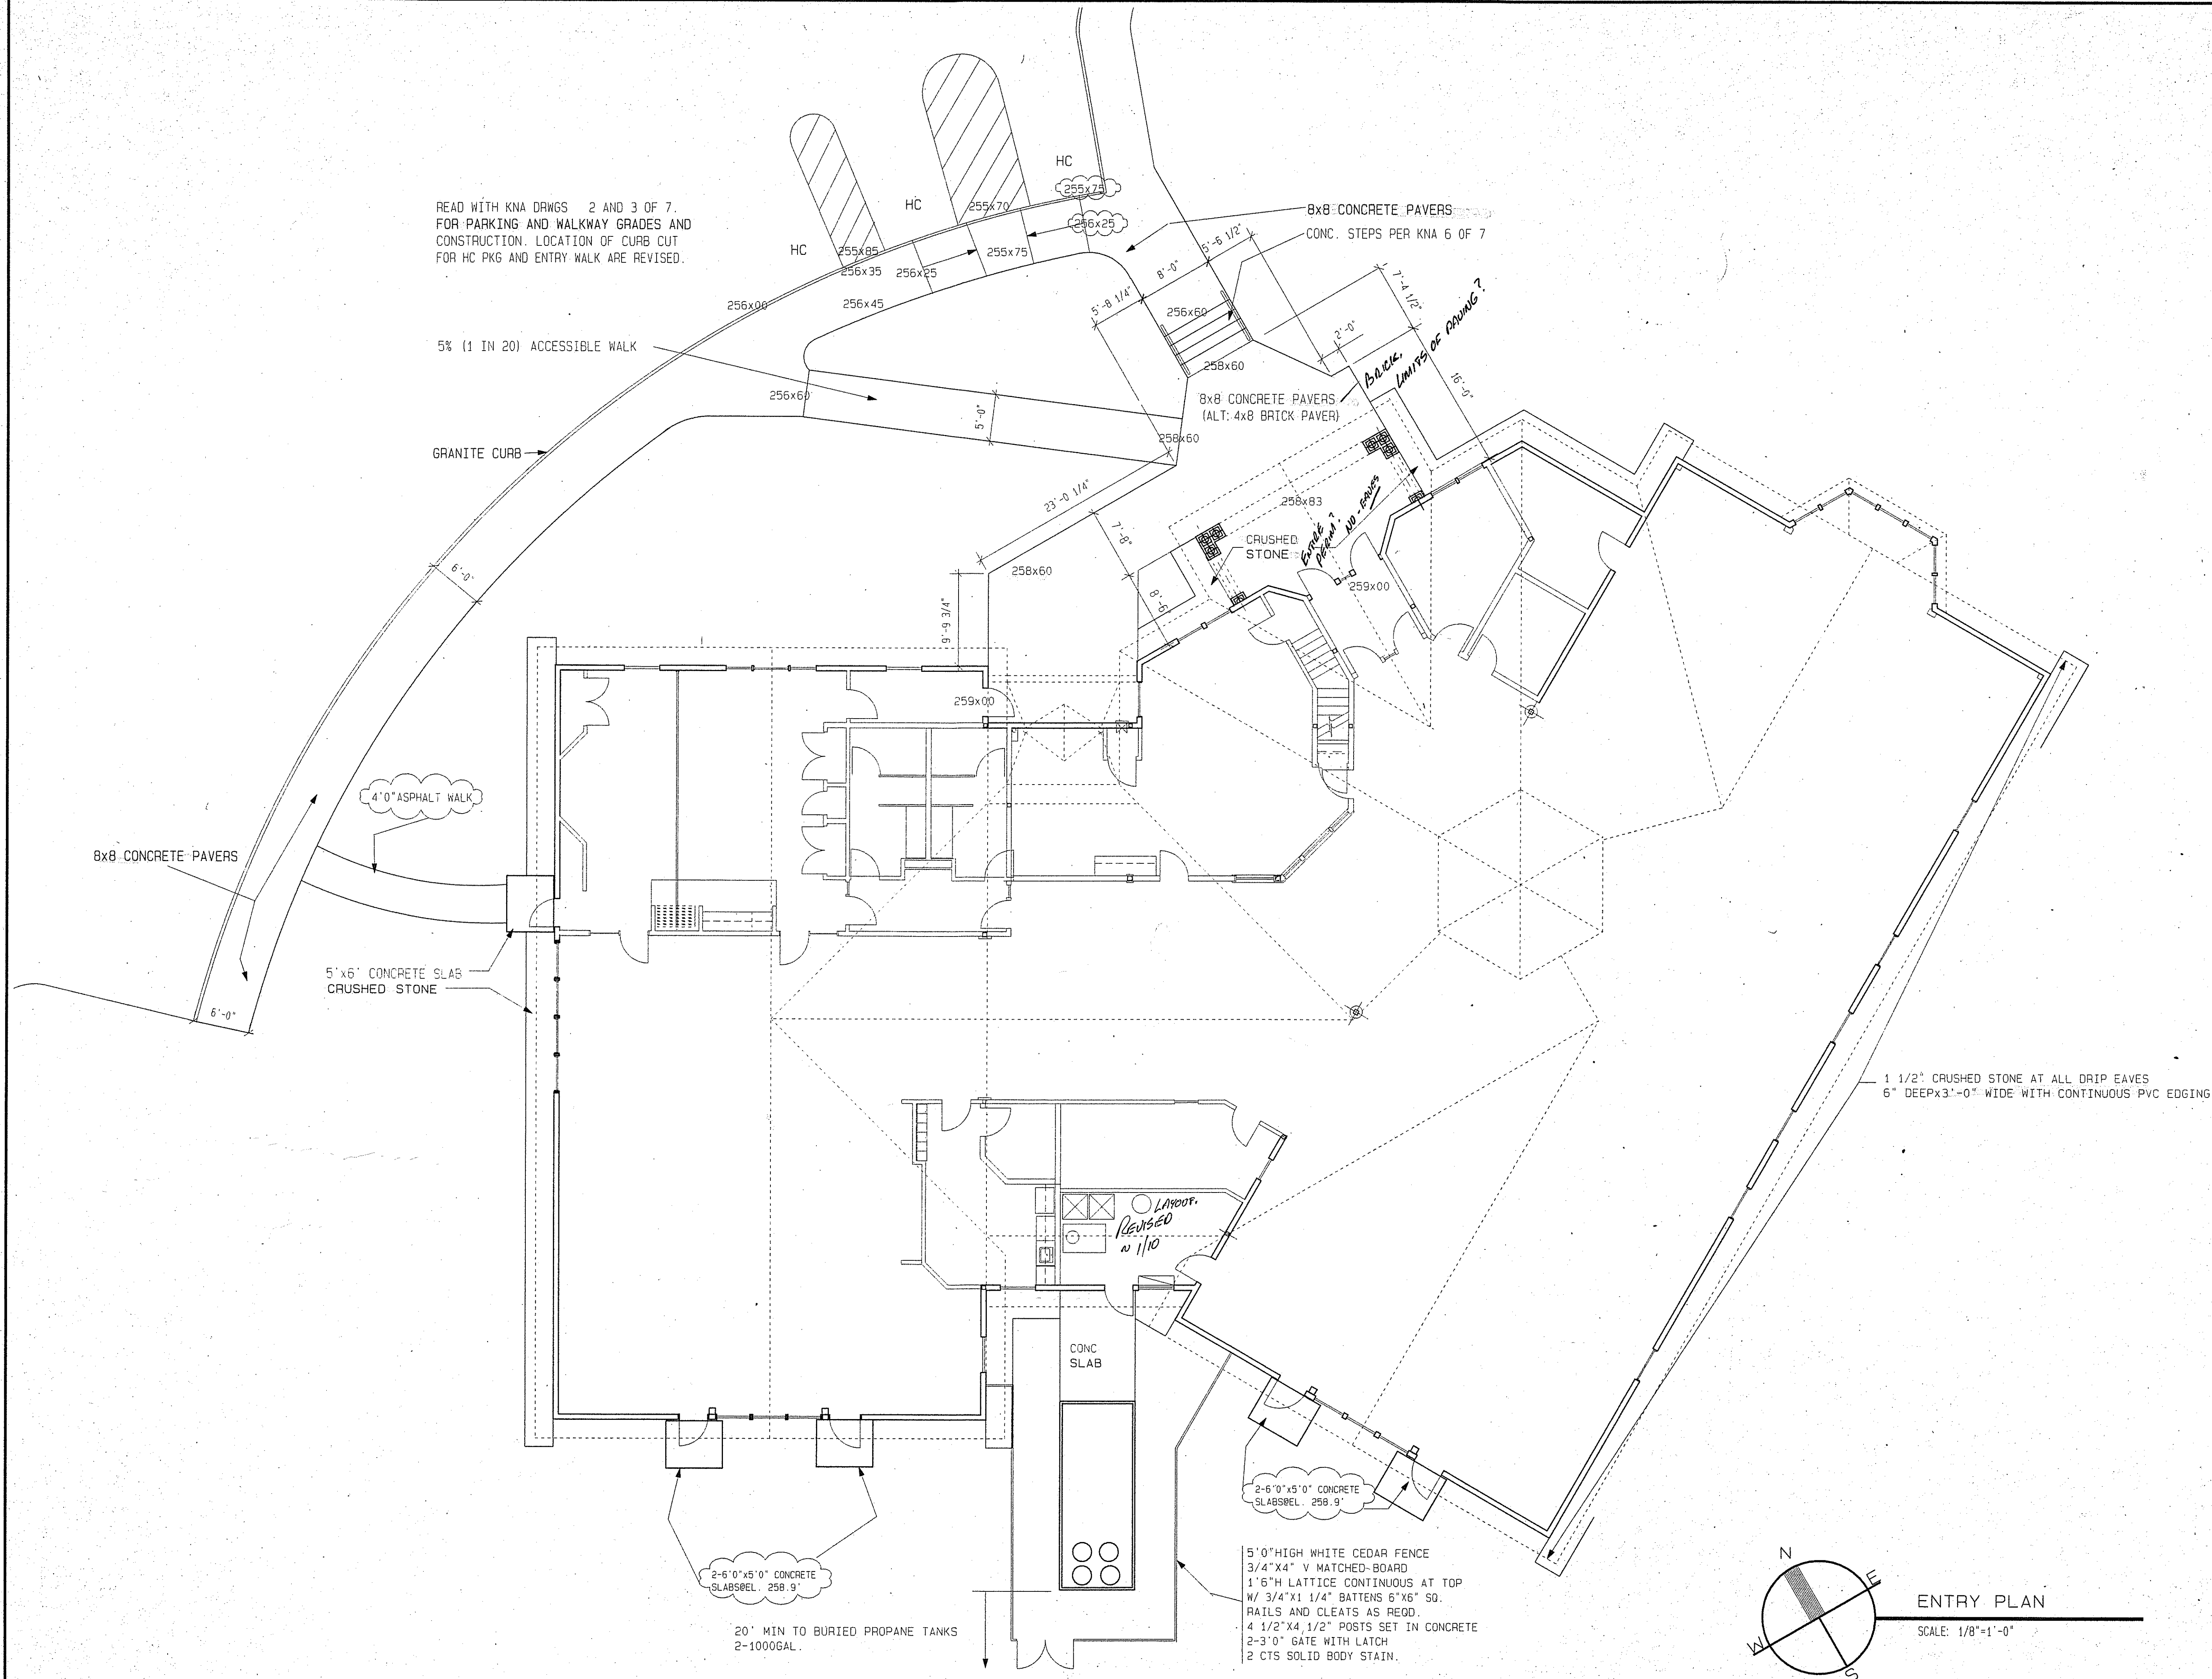 READ WITH KNA DRWGS 2 AND 3 OF 7.
FOR PARKING AND WALKWAY GRADES AND
CONSTRUCTION. LOCATION OF CURB CUT
FOR HC PKG AND ENTRY WALK ARE REVISED.
HC
255x75
HC
255x70
256x25
HC
255x85
255x75
256x35
256x25
256x00
256x45
8x8 CONCRETE PAVERS
CONC. STEPS PER KNA 6 OF 7
5'-6 1/2"
8'-0"
5'-8 1/4"
256x60
7'-4 1/2"
2'-0"
BRICK.
LIMITS OF PAVING?
16'-0"
5% (1 IN 20) ACCESSIBLE WALK
256x60
258x60
8x8 CONCRETE PAVERS
(ALT: 4x8 BRICK PAVER)
5'-0"
258x60
GRANITE CURB
23'-0 1/4"
258x83
ENTIRE
PERIM?
NO-EAVES
7'-8"
CRUSHED
STONE
6'-0"
258x60
8'-6"
259x00
9'-9 3/4"
259x00
4'0"ASPHALT WALK
8x8 CONCRETE PAVERS
5'x6' CONCRETE SLAB
CRUSHED STONE
6'-0"
1 1/2" CRUSHED STONE AT ALL DRIP EAVES
6" DEEPx3'-0" WIDE WITH CONTINUOUS PVC EDGING
LAYOUT.
REVISED
~ 1/10
CONC
SLAB
2-6'0"x5'0" CONCRETE
SLABS@EL. 258.9'
2-6'0"x5'0" CONCRETE
SLABS@EL. 258.9'
20' MIN TO BURIED PROPANE TANKS
2-1000GAL.
5'0"HIGH WHITE CEDAR FENCE
3/4"X4" V MATCHED-BOARD
1'6"H LATTICE CONTINUOUS AT TOP
W/ 3/4"X1 1/4" BATTENS 6"X6" SQ.
RAILS AND CLEATS AS REQD.
4 1/2"X4 1/2" POSTS SET IN CONCRETE
2-3'0" GATE WITH LATCH
2 CTS SOLID BODY STAIN.
N
E
W
S
ENTRY PLAN
SCALE: 1/8"=1'-0"